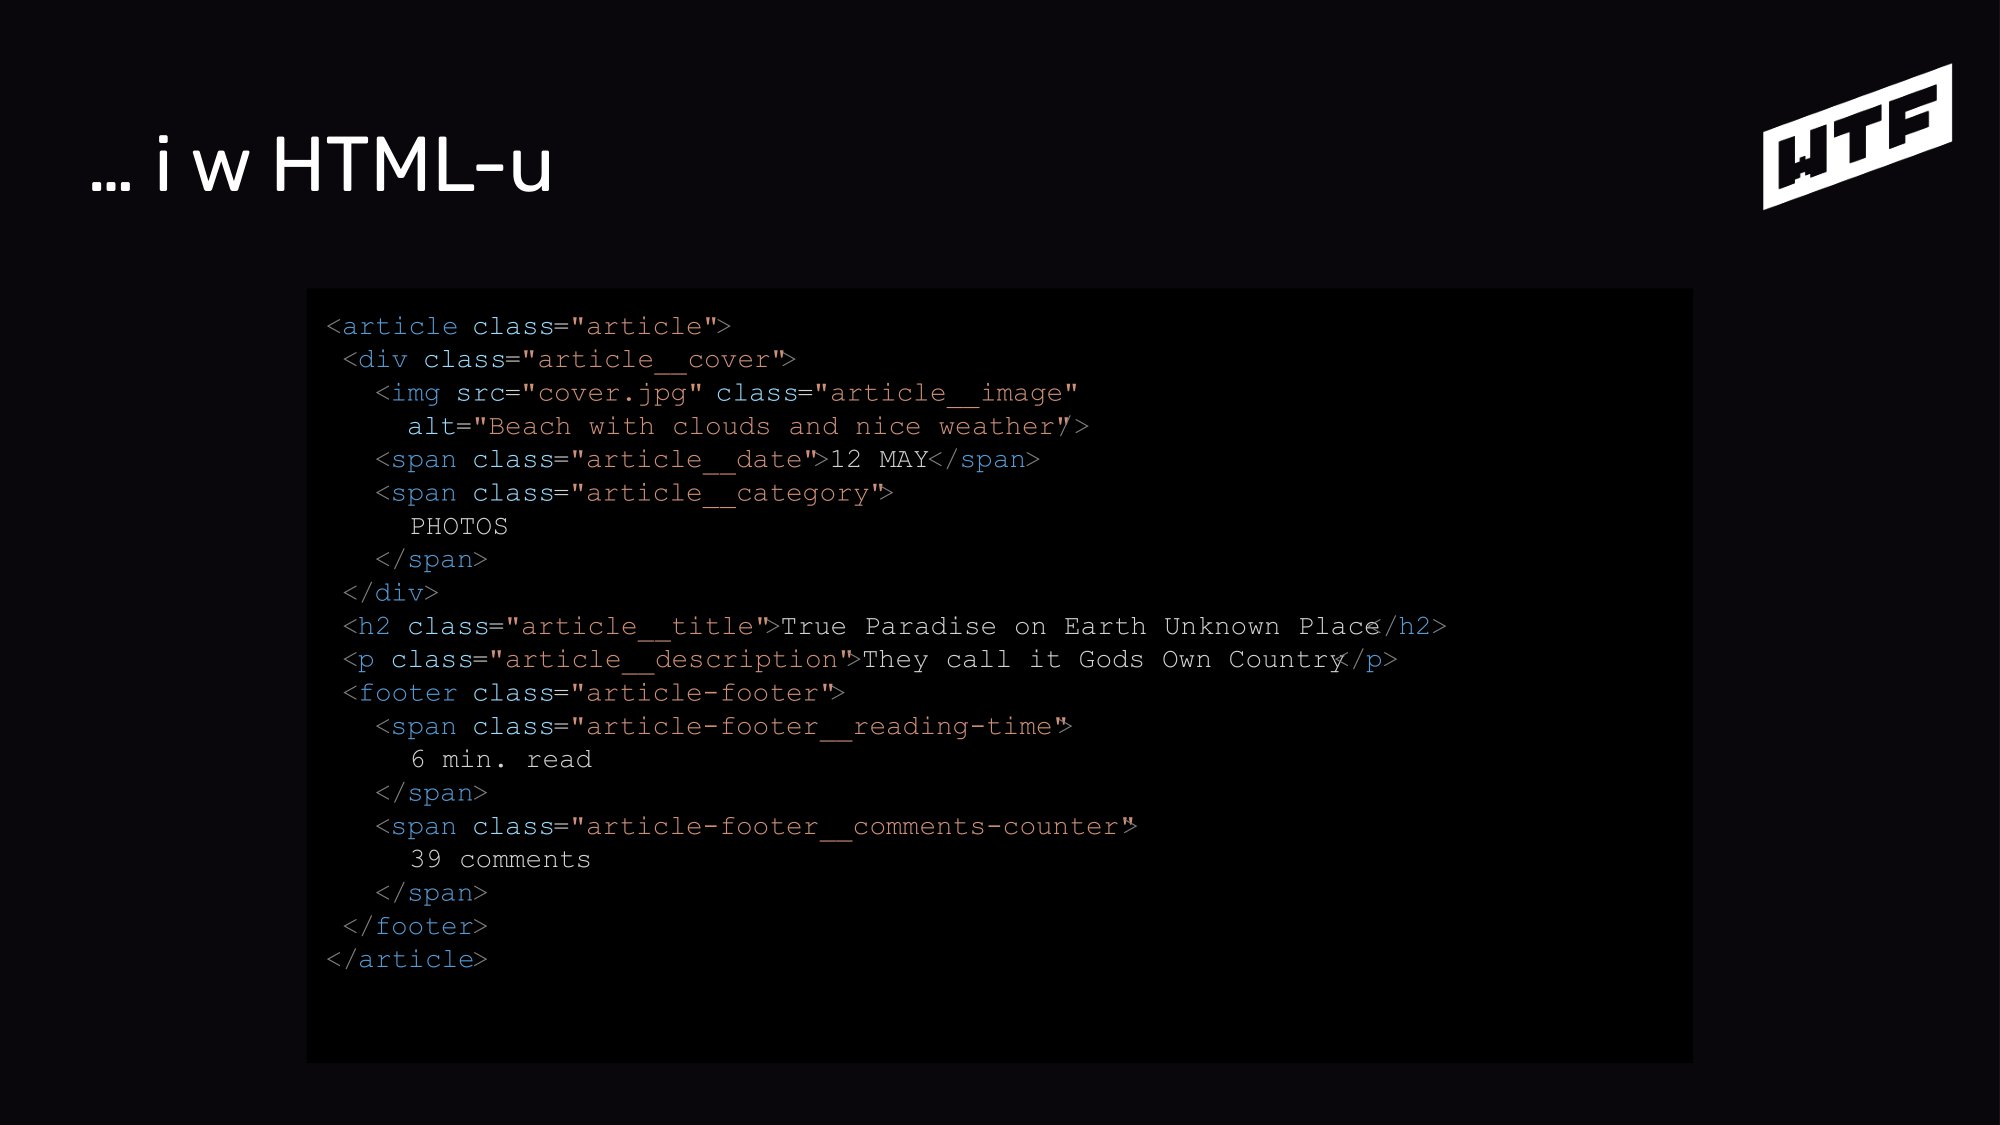 ... i w HTML-u
WTF
<article class="article">
 <div class="article__cover">
   <img src="cover.jpg" class="article__image"
     alt="Beach with clouds and nice weather"/>
   <span class="article__date">12 MAY</span>
   <span class="article__category">
     PHOTOS
   </span>
 </div>
 <h2 class="article__title">True Paradise on Earth Unknown Place</h2>
 <p class="article__description">They call it Gods Own Country</p>
 <footer class="article-footer">
   <span class="article-footer__reading-time">
     6 min. read
   </span>
   <span class="article-footer__comments-counter">
     39 comments
   </span>
 </footer>
</article>